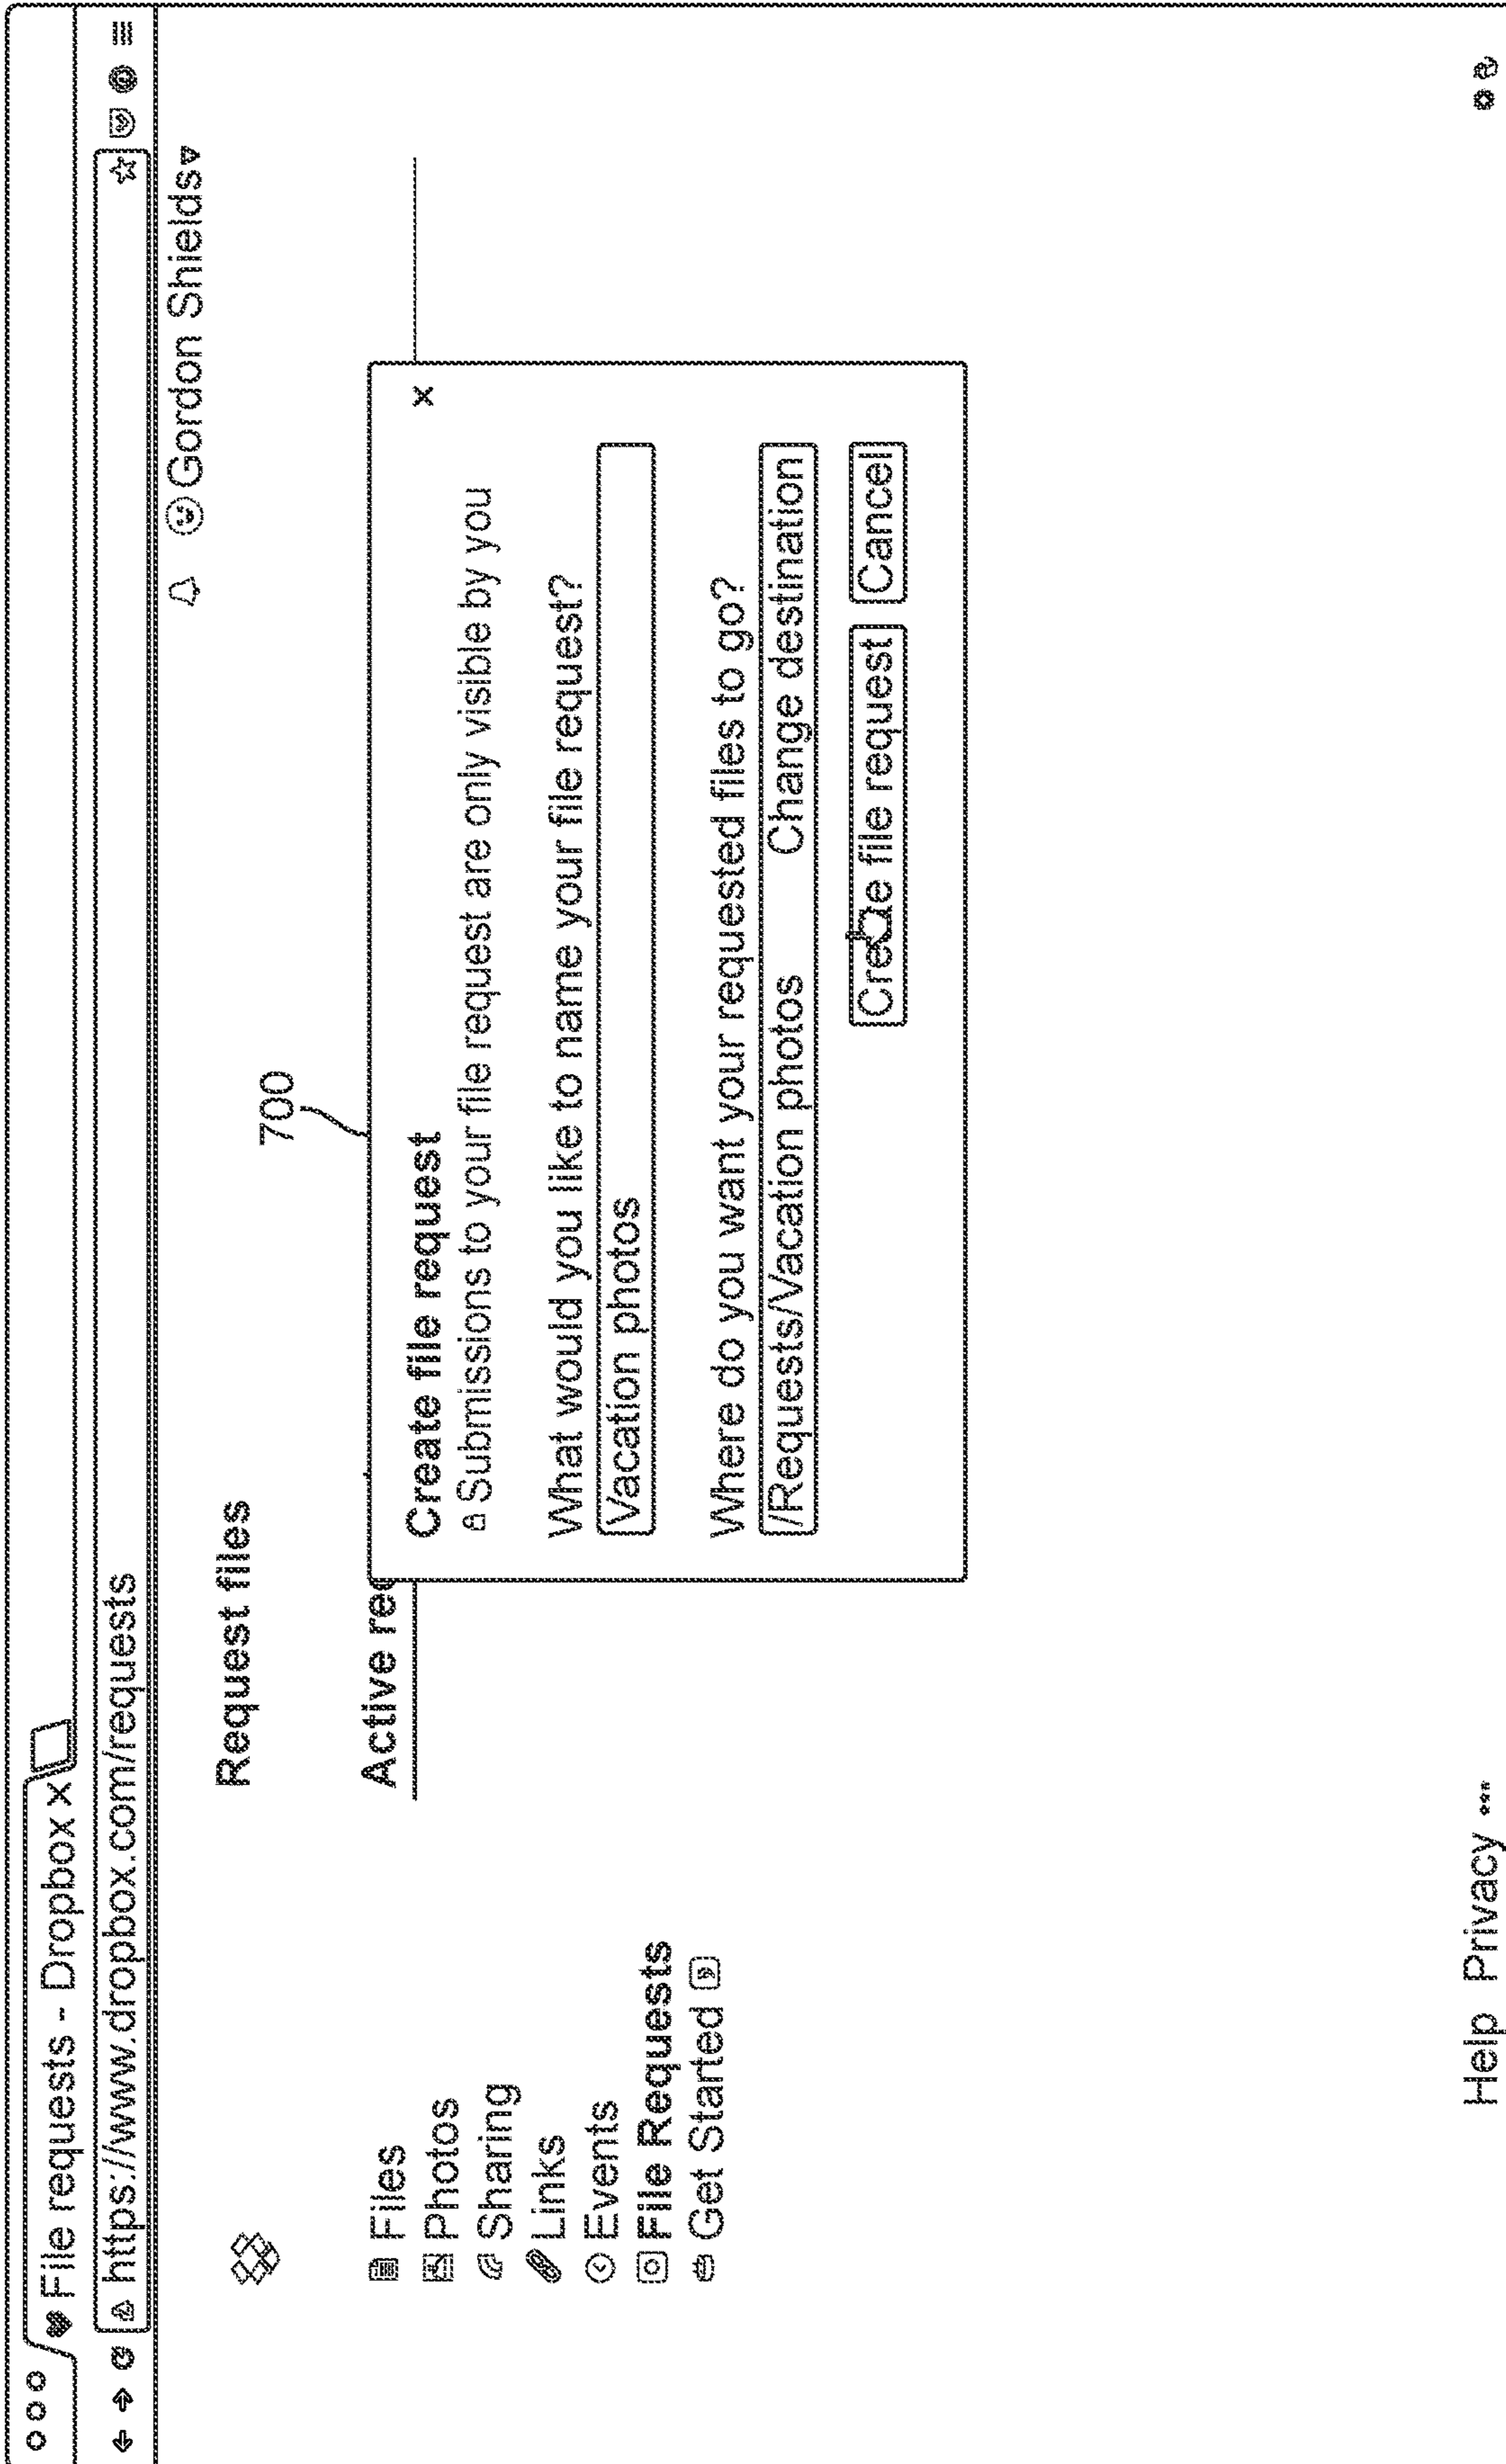 File requests - Dropbox x
https://www.dropbox.com/requests
Gordon Shields
Request files
700
Active req
Files
Photos
Sharing
Links
Events
File Requests
Get Started
Create file request
x
Submissions to your file request are only visible by you
What would you like to name your file request?
Vacation photos
Where do you want your requested files to go?
/Requests/Vacation photos Change destination
Create file request Cancel
Help Privacy ...